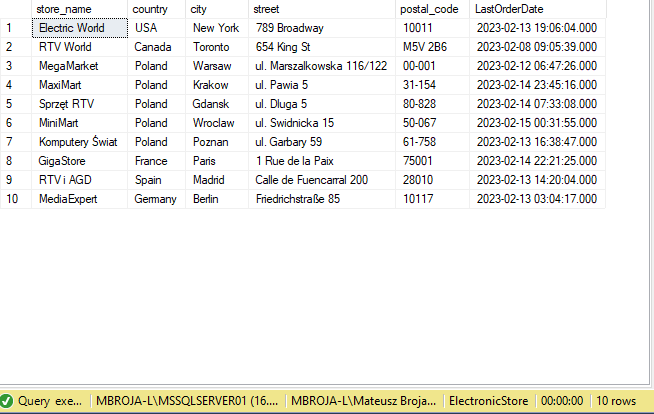 store_name country city street postal_code LastOrderDate
1 Electric World USA New York 789 Broadway 10011 2023-02-13 19:06:04.000
2 RTV World Canada Toronto 654 King St M5V 2B6 2023-02-08 09:05:39.000
3 MegaMarket Poland Warsaw ul. Marszalkowska 116/122 00-001 2023-02-12 06:47:26.000
4 MaxiMart Poland Krakow ul. Pawia 5 31-154 2023-02-14 23:45:16.000
5 Sprzęt RTV Poland Gdansk ul. Dluga 5 80-828 2023-02-14 07:33:08.000
6 MiniMart Poland Wroclaw ul. Swidnicka 15 50-067 2023-02-15 00:31:55.000
7 Komputery Świat Poland Poznan ul. Garbary 59 61-758 2023-02-13 16:38:47.000
8 GigaStore France Paris 1 Rue de la Paix 75001 2023-02-14 22:21:25.000
9 RTV i AGD Spain Madrid Calle de Fuencarral 200 28010 2023-02-13 14:20:04.000
10 MediaExpert Germany Berlin Friedrichstraße 85 10117 2023-02-13 03:04:17.000
Query exe... MBROJA-L\MSSQLSERVER01 (16.... MBROJA-L\Mateusz Broja... ElectronicStore 00:00:00 10 rows